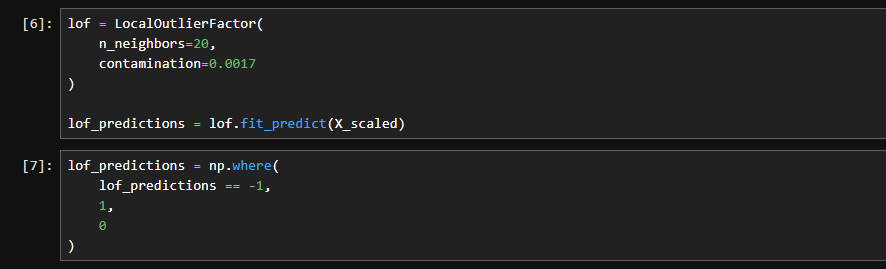 [6]: lof = LocalOutlierFactor(
    n_neighbors=20,
    contamination=0.0017
)
lof_predictions = lof.fit_predict(X_scaled)
[7]: lof_predictions = np.where(
    lof_predictions == -1,
    1,
    0
)